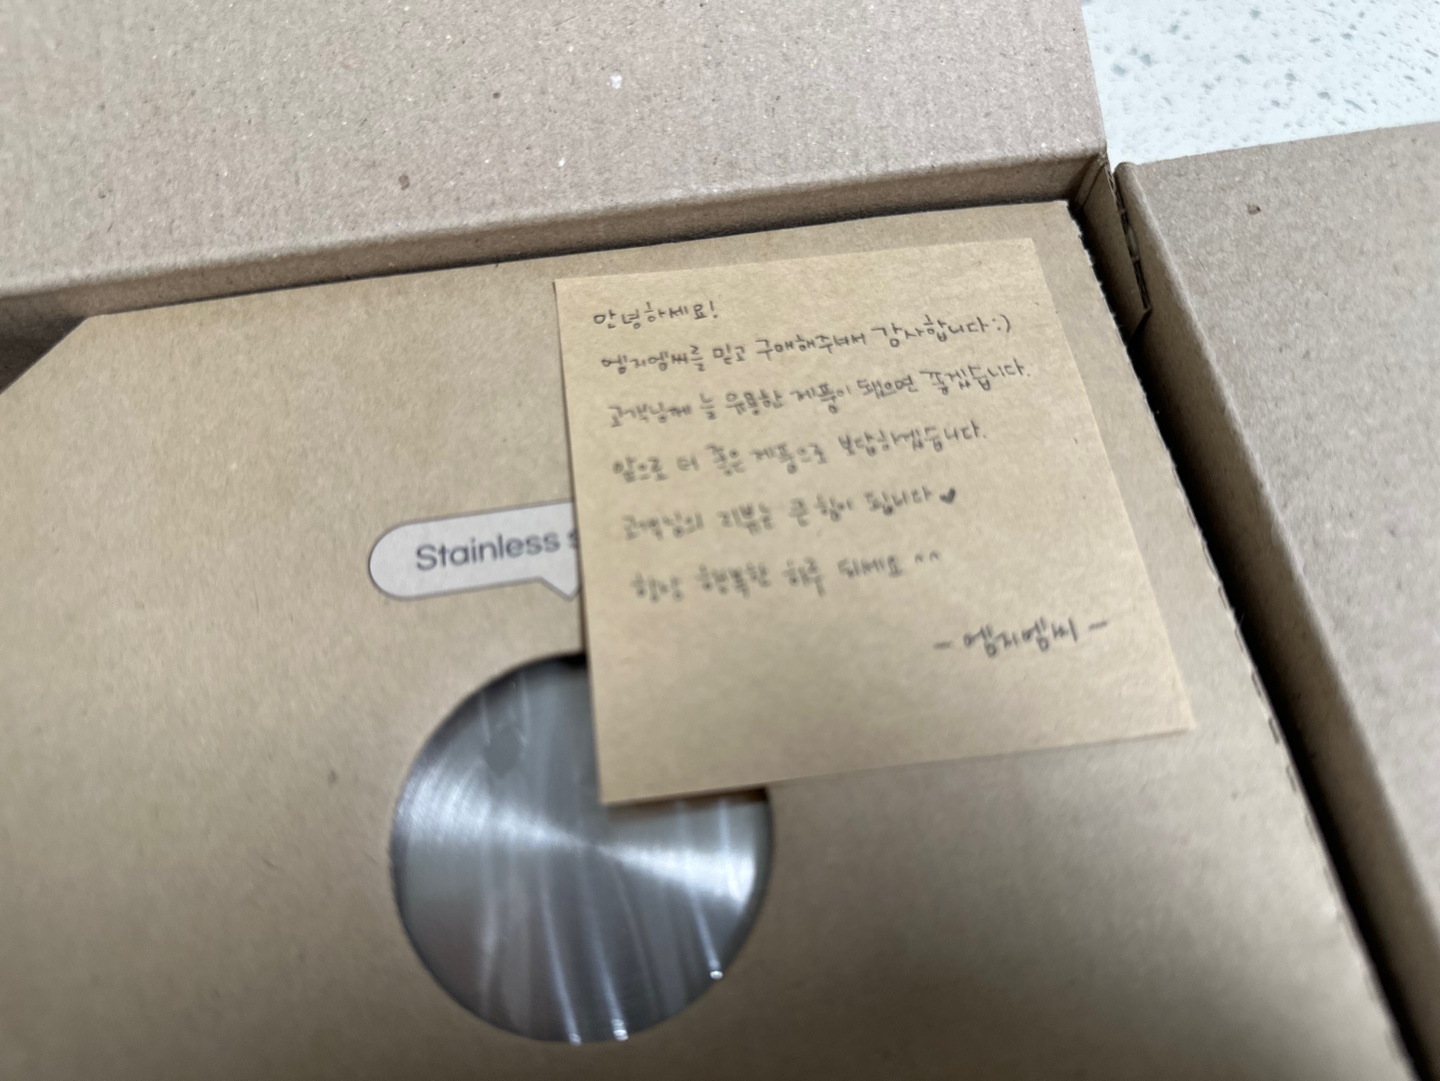 안녕하세요!
엠지엠씨를 믿고 구매해주셔서 감사합니다 :)
고객님께 늘 유용한 제품이 됐으면 좋겠습니다.
앞으로 더 좋은 제품으로 보답하겠습니다.
고객님의 리뷰는 큰 힘이 됩니다 ♥
항상 행복한 하루 되세요 ^^
- 엠지엠씨 -
Stainless